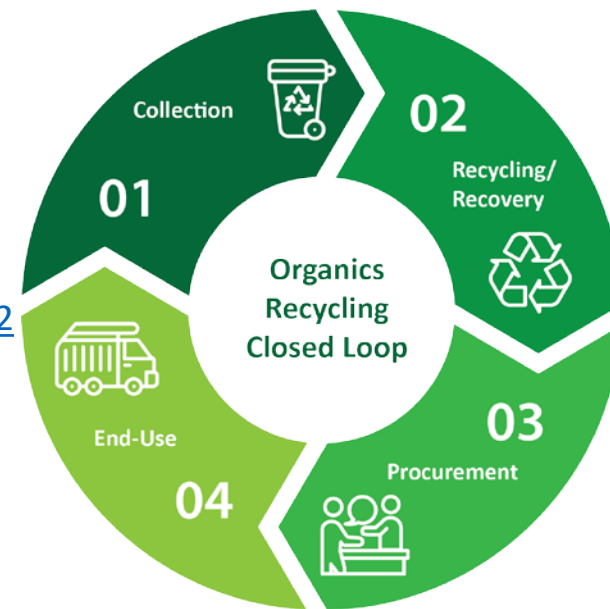 01
Collection
02
Recycling/
Recovery
03
Procurement
04
End-Use
Organics
Recycling
Closed Loop
2